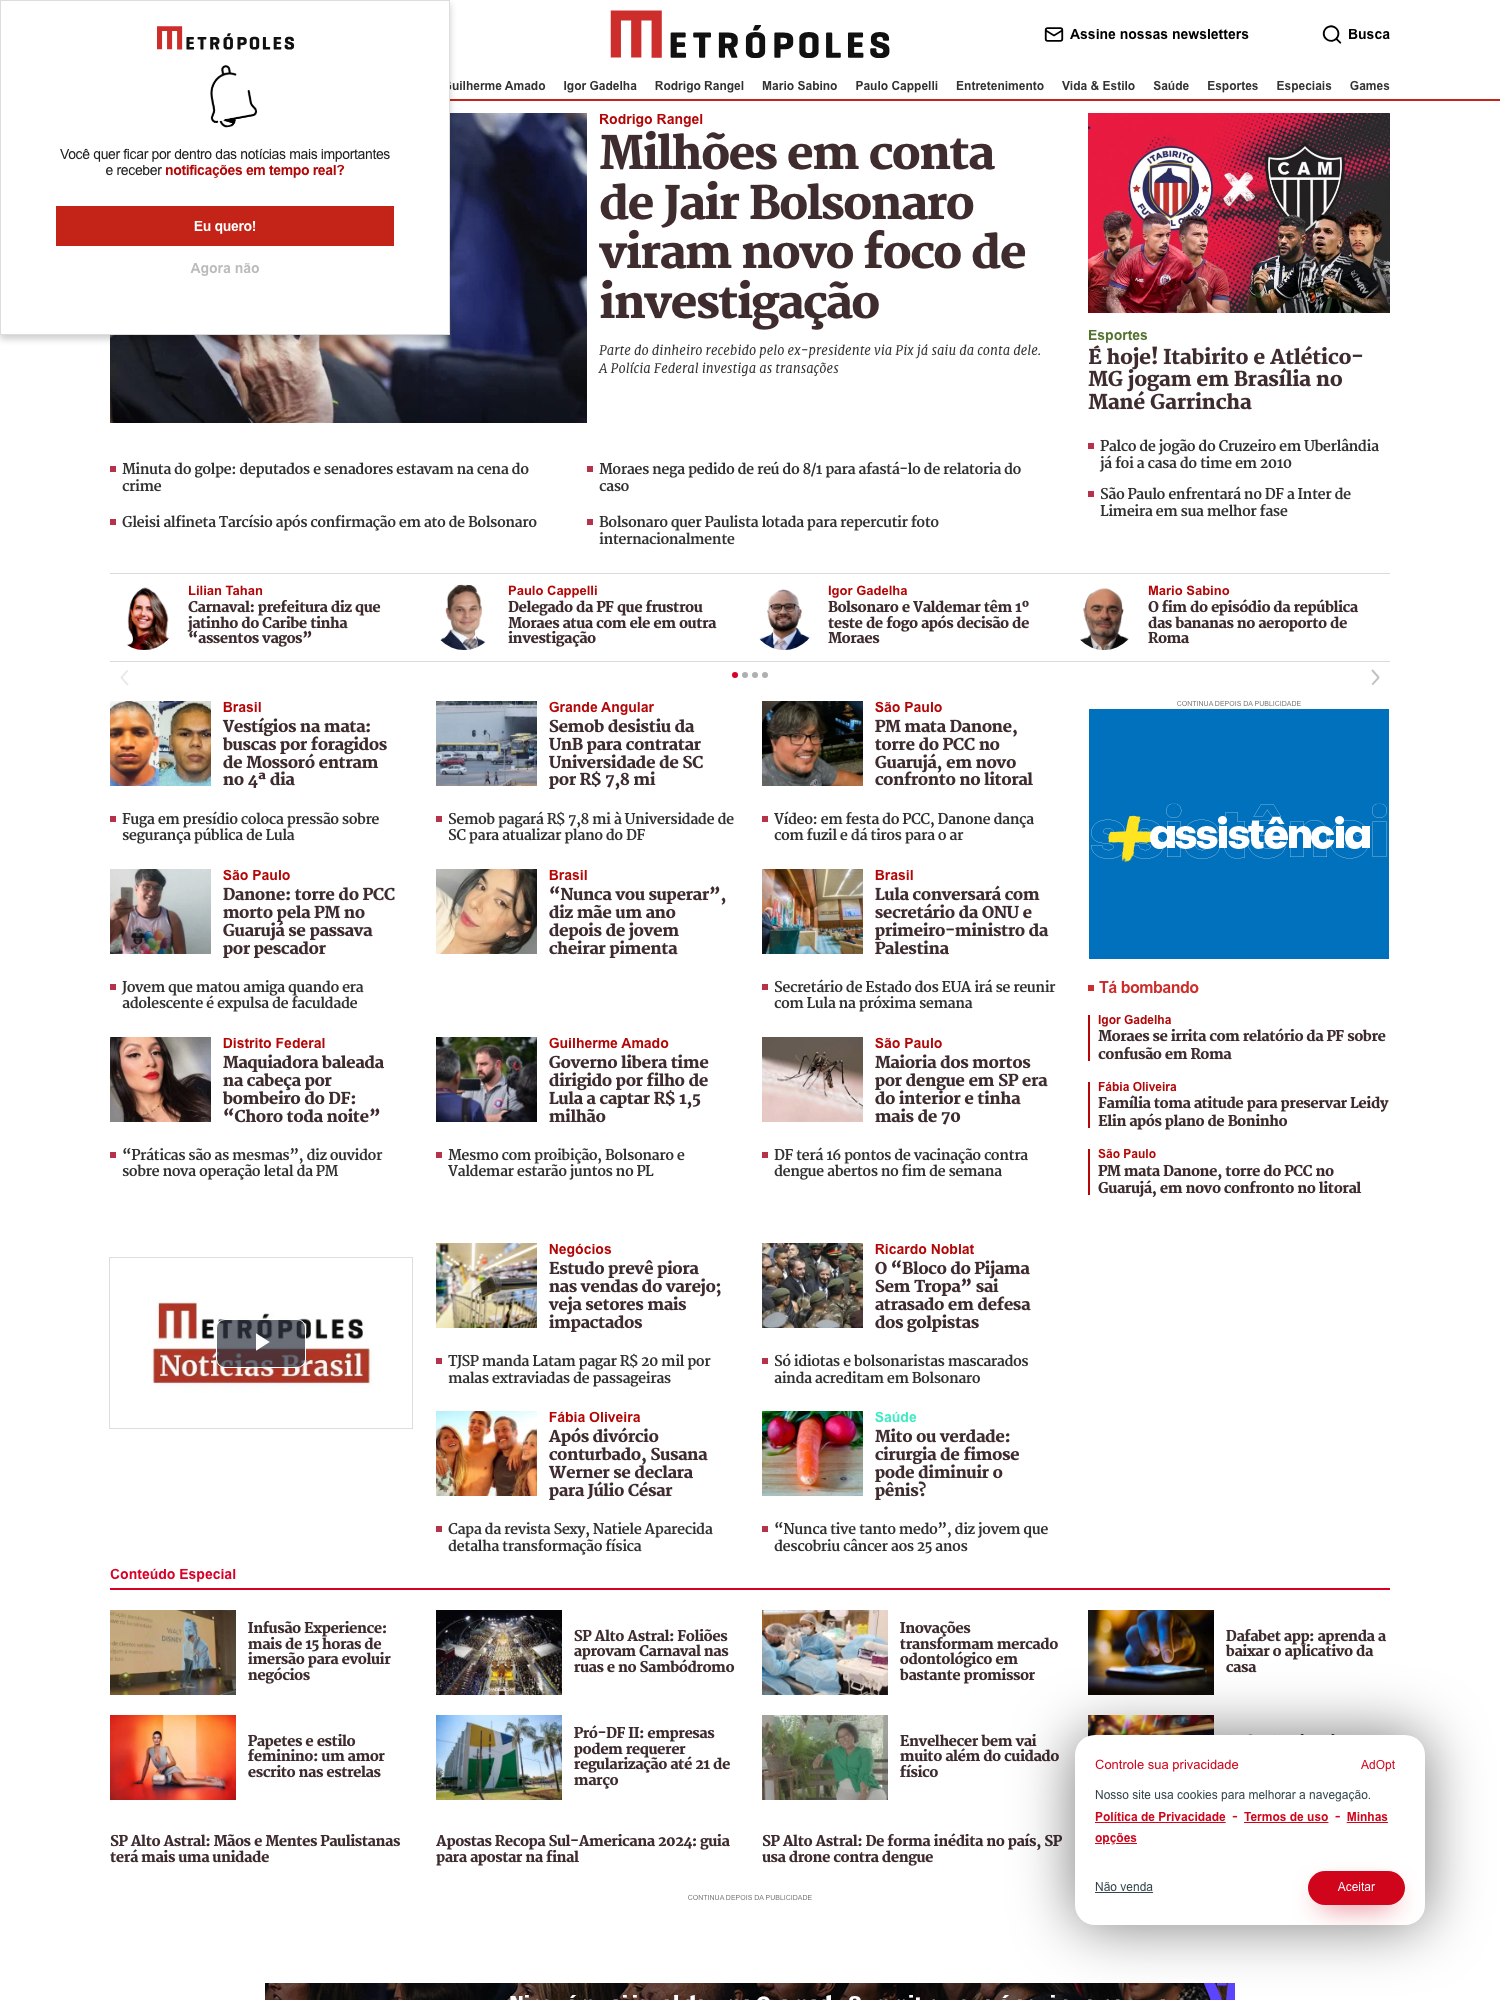 METRÓPOLES
Você quer ficar por dentro das notícias mais importantes
e receber notificações em tempo real?
Eu quero!
Agora não
METRÓPOLES
Assine nossas newsletters
Busca
Guilherme Amado Igor Gadelha Rodrigo Rangel Mario Sabino Paulo Cappelli Entretenimento Vida & Estilo Saúde Esportes Especiais Games
Rodrigo Rangel
Milhões em conta
de Jair Bolsonaro
viram novo foco de
investigação
Parte do dinheiro recebido pelo ex-presidente via Pix já saiu da conta dele.
A Polícia Federal investiga as transações
ITABIRITO
FUTEBOL CLUBE
CAM
Esportes
É hoje! Itabirito e Atlético-
MG jogam em Brasília no
Mané Garrincha
Minuta do golpe: deputados e senadores estavam na cena do
crime
Gleisi alfineta Tarcísio após confirmação em ato de Bolsonaro
Moraes nega pedido de reú do 8/1 para afastá-lo de relatoria do
caso
Bolsonaro quer Paulista lotada para repercutir foto
internacionalmente
Palco de jogão do Cruzeiro em Uberlândia
já foi a casa do time em 2010
São Paulo enfrentará no DF a Inter de
Limeira em sua melhor fase
Lilian Tahan
Carnaval: prefeitura diz que
jatinho do Caribe tinha
“assentos vagos”
Paulo Cappelli
Delegado da PF que frustrou
Moraes atua com ele em outra
investigação
Igor Gadelha
Bolsonaro e Valdemar têm 1º
teste de fogo após decisão de
Moraes
Mario Sabino
O fim do episódio da república
das bananas no aeroporto de
Roma
Brasil
Vestígios na mata:
buscas por foragidos
de Mossoró entram
no 4ª dia
Fuga em presídio coloca pressão sobre
segurança pública de Lula
Grande Angular
Semob desistiu da
UnB para contratar
Universidade de SC
por R$ 7,8 mi
Semob pagará R$ 7,8 mi à Universidade de
SC para atualizar plano do DF
São Paulo
PM mata Danone,
torre do PCC no
Guarujá, em novo
confronto no litoral
Vídeo: em festa do PCC, Danone dança
com fuzil e dá tiros para o ar
CONTINUA DEPOIS DA PUBLICIDADE
+assistência
São Paulo
Danone: torre do PCC
morto pela PM no
Guarujá se passava
por pescador
Jovem que matou amiga quando era
adolescente é expulsa de faculdade
Brasil
“Nunca vou superar”,
diz mãe um ano
depois de jovem
cheirar pimenta
Brasil
Lula conversará com
secretário da ONU e
primeiro-ministro da
Palestina
Secretário de Estado dos EUA irá se reunir
com Lula na próxima semana
Tá bombando
Igor Gadelha
Moraes se irrita com relatório da PF sobre
confusão em Roma
Fábia Oliveira
Família toma atitude para preservar Leidy
Elin após plano de Boninho
São Paulo
PM mata Danone, torre do PCC no
Guarujá, em novo confronto no litoral
Distrito Federal
Maquiadora baleada
na cabeça por
bombeiro do DF:
“Choro toda noite”
“Práticas são as mesmas”, diz ouvidor
sobre nova operação letal da PM
Guilherme Amado
Governo libera time
dirigido por filho de
Lula a captar R$ 1,5
milhão
Mesmo com proibição, Bolsonaro e
Valdemar estarão juntos no PL
São Paulo
Maioria dos mortos
por dengue em SP era
do interior e tinha
mais de 70
DF terá 16 pontos de vacinação contra
dengue abertos no fim de semana
METRÓPOLES
Notícias Brasil
Negócios
Estudo prevê piora
nas vendas do varejo;
veja setores mais
impactados
TJSP manda Latam pagar R$ 20 mil por
malas extraviadas de passageiras
Ricardo Noblat
O “Bloco do Pijama
Sem Tropa” sai
atrasado em defesa
dos golpistas
Só idiotas e bolsonaristas mascarados
ainda acreditam em Bolsonaro
Fábia Oliveira
Após divórcio
conturbado, Susana
Werner se declara
para Júlio César
Capa da revista Sexy, Natiele Aparecida
detalha transformação física
Saúde
Mito ou verdade:
cirurgia de fimose
pode diminuir o
pênis?
“Nunca tive tanto medo”, diz jovem que
descobriu câncer aos 25 anos
Conteúdo Especial
Infusão Experience:
mais de 15 horas de
imersão para evoluir
negócios
SP Alto Astral: Foliões
aprovam Carnaval nas
ruas e no Sambódromo
Inovações
transformam mercado
odontológico em
bastante promissor
Dafabet app: aprenda a
baixar o aplicativo da
casa
Papetes e estilo
feminino: um amor
escrito nas estrelas
Pró-DF II: empresas
podem requerer
regularização até 21 de
março
Envelhecer bem vai
muito além do cuidado
físico
SP Alto Astral: Mãos e Mentes Paulistanas
terá mais uma unidade
Apostas Recopa Sul-Americana 2024: guia
para apostar na final
SP Alto Astral: De forma inédita no país, SP
usa drone contra dengue
Controle sua privacidade
AdOpt
Nosso site usa cookies para melhorar a navegação.
Política de Privacidade - Termos de uso - Minhas
opções
Não venda
Aceitar
CONTINUA DEPOIS DA PUBLICIDADE